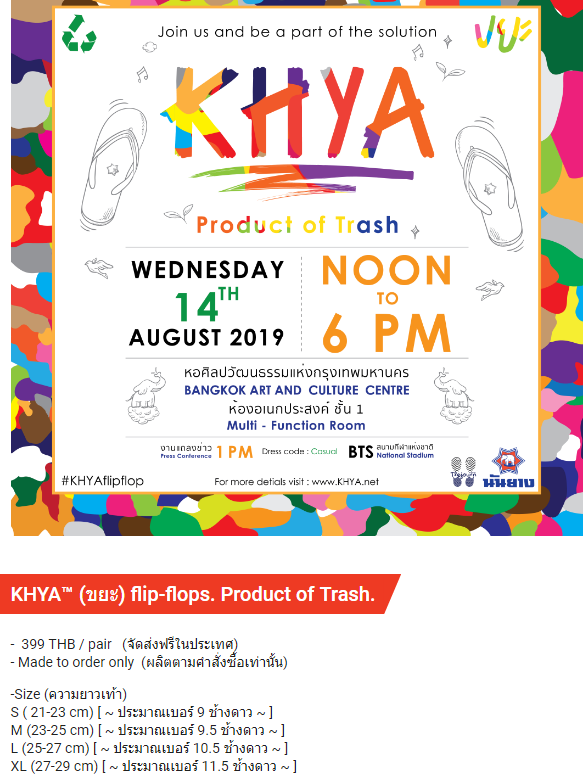 Join us and be a part of the solution
ขยะ
KHYA
Product of Trash
WEDNESDAY
14TH
AUGUST 2019
NOON
TO
6 PM
หอศิลปวัฒนธรรมแห่งกรุงเทพมหานคร
BANGKOK ART AND CULTURE CENTRE
ห้องอเนกประสงค์ ชั้น 1
Multi - Function Room
งานแถลงข่าว
Press Conference
1 PM
Dress code : Casual
BTS
สนามกีฬาแห่งชาติ
National Stadium
#KHYAflipflop
For more detials visit : www.KHYA.net
นันยาง
KHYA™ (ขยะ) flip-flops. Product of Trash.
- 399 THB / pair (จัดส่งฟรีในประเทศ)
- Made to order only (ผลิตตามคำสั่งซื้อเท่านั้น)
-Size (ความยาวเท้า)
S ( 21-23 cm) [ ~ ประมาณเบอร์ 9 ช้างดาว ~ ]
M (23-25 cm) [ ~ ประมาณเบอร์ 9.5 ช้างดาว ~ ]
L (25-27 cm) [ ~ ประมาณเบอร์ 10.5 ช้างดาว ~ ]
XL (27-29 cm) [ ~ ประมาณเบอร์ 11.5 ช้างดาว ~ ]